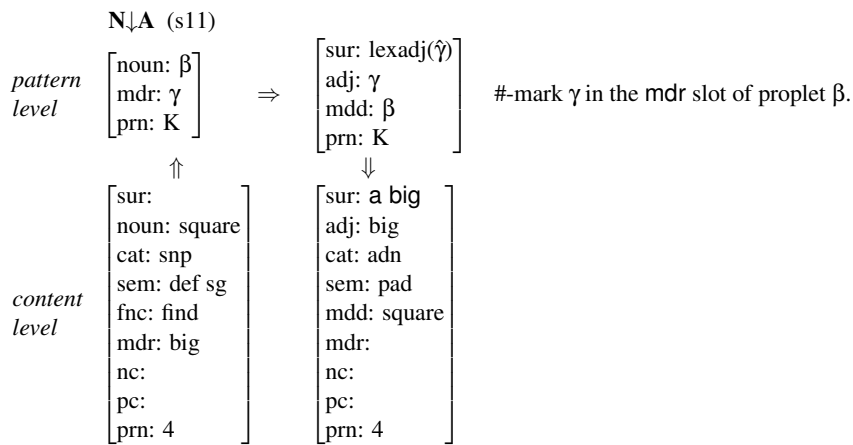 N↓A (s11)
pattern level [noun: β] ⇒ [sur: lexadj(γ̂)] #-mark γ in the mdr slot of proplet β.
[mdr: γ] [adj: γ]
[prn: K] [mdd: β]
[prn: K]
⇑ ⇓
content level [sur: ] [sur: a big]
[noun: square] [adj: big]
[cat: snp] [cat: adn]
[sem: def sg] [sem: pad]
[fnc: find] [mdd: square]
[mdr: big] [mdr: ]
[nc: ] [nc: ]
[pc: ] [pc: ]
[prn: 4] [prn: 4]